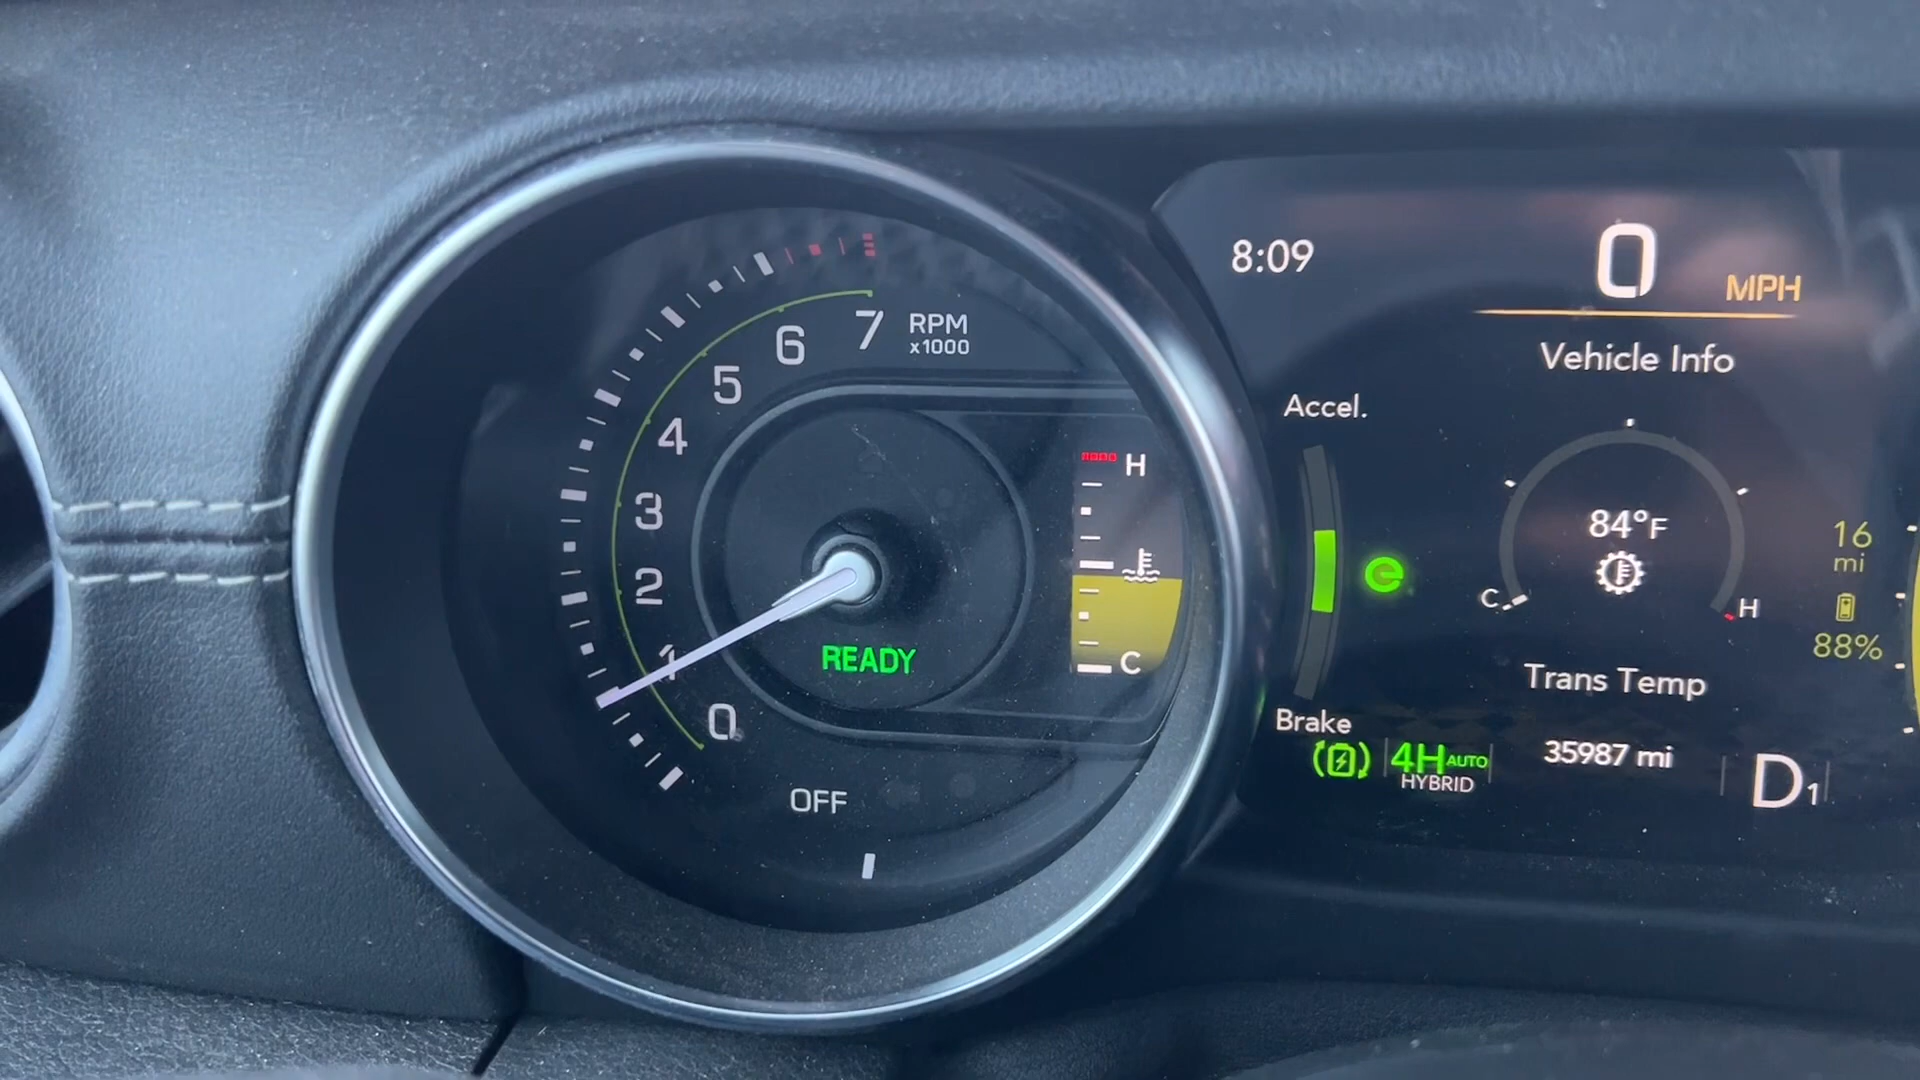 7
RPM
x1000
6
5
4
3
2
1
0
OFF
READY
H
C
8:09
0
MPH
Vehicle Info
Accel.
e
Brake
84°F
C
H
Trans Temp
16
mi
88%
4H AUTO
HYBRID
35987 mi
D1